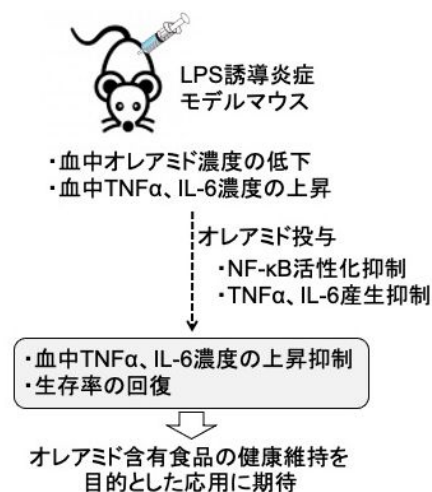 LPS誘導炎症
モデルマウス
・血中オレアミド濃度の低下
・血中TNFα、IL-6濃度の上昇
オレアミド投与
・NF-κB活性化抑制
・TNFα、IL-6産生抑制
・血中TNFα、IL-6濃度の上昇抑制
・生存率の回復
オレアミド含有食品の健康維持を
目的とした応用に期待